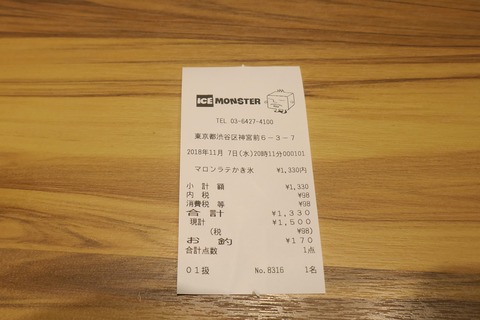 ICE MONSTER
TEL 03-6427-4100
東京都渋谷区神宮前6-3-7
2018年11月 7日(水)20時11分000101
マロンラテかき氷 ¥1,330円
小 計 額 ¥1,330
内 税 ¥98
消費税 等 ¥98
合 計 ¥1,330
現計 ¥1,500
(税 ¥98)
お 釣 ¥170
合計点数 1点
01扱 No.8316 1名